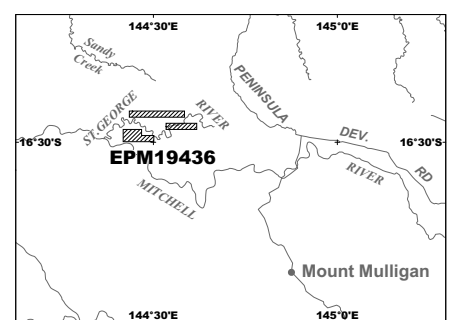 144°30'E 145°0'E
Sandy
Creek
PENINSULA
ST.GEORGE RIVER
DEV.
16°30'S 16°30'S
EPM19436
RIVER
RD
MITCHELL
Mount Mulligan
144°30'E 145°0'E